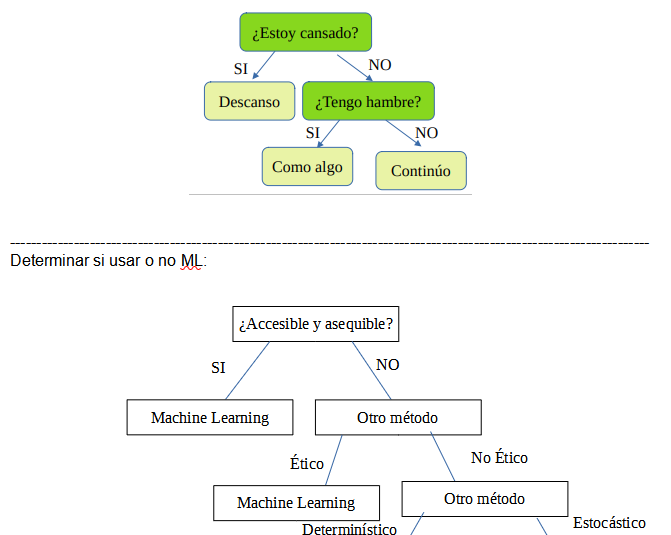 ¿Estoy cansado?
SI
NO
Descanso
¿Tengo hambre?
SI
NO
Como algo
Continúo
Determinar si usar o no ML:
¿Accesible y asequible?
SI
NO
Machine Learning
Otro método
Ético
No Ético
Machine Learning
Otro método
Determinístico
Estocástico